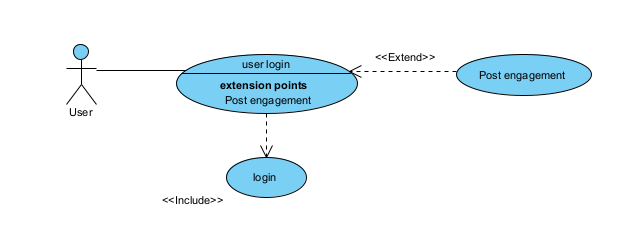 <<Extend>>
user login
extension points
Post engagement
Post engagement
User
login
<<Include>>